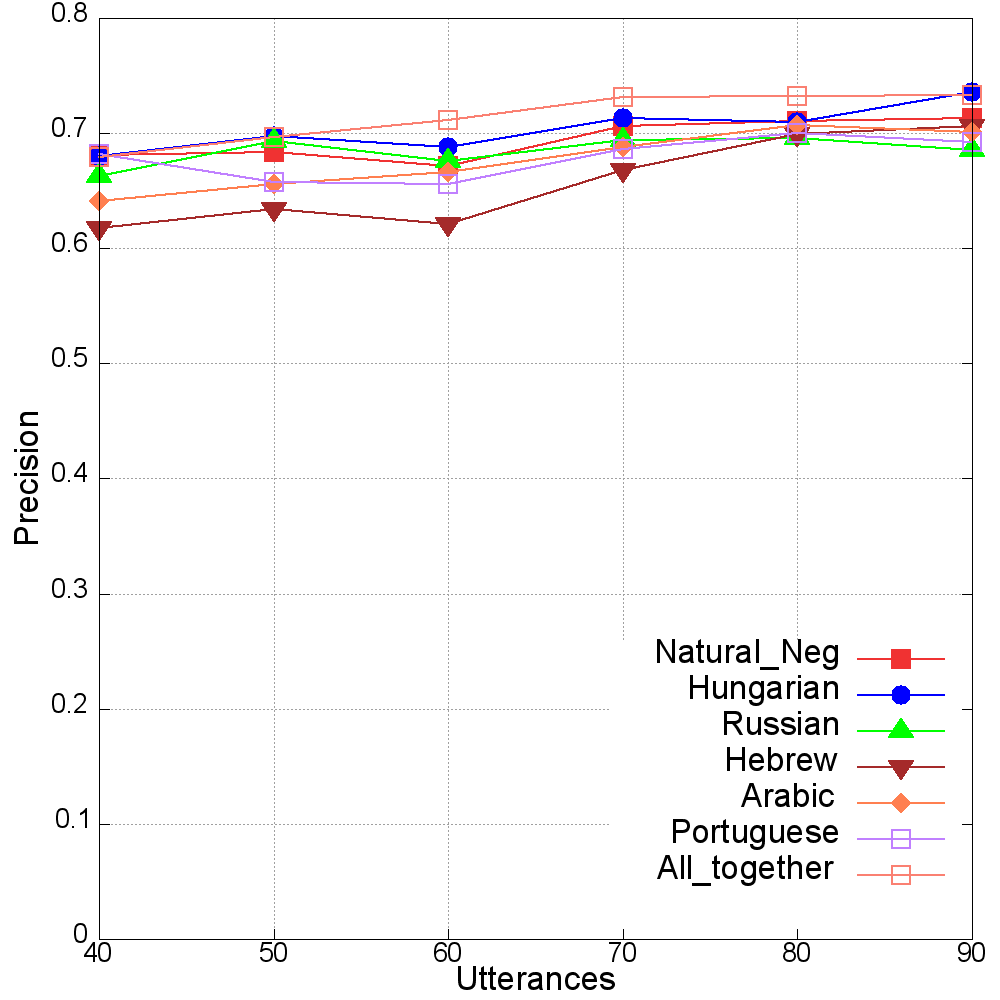 0.8
0.7
0.6
0.5
0.4
0.3
0.2
0.1
0
Precision
40 50 60 70 80 90
Utterances
Natural_Neg
Hungarian
Russian
Hebrew
Arabic
Portuguese
All_together